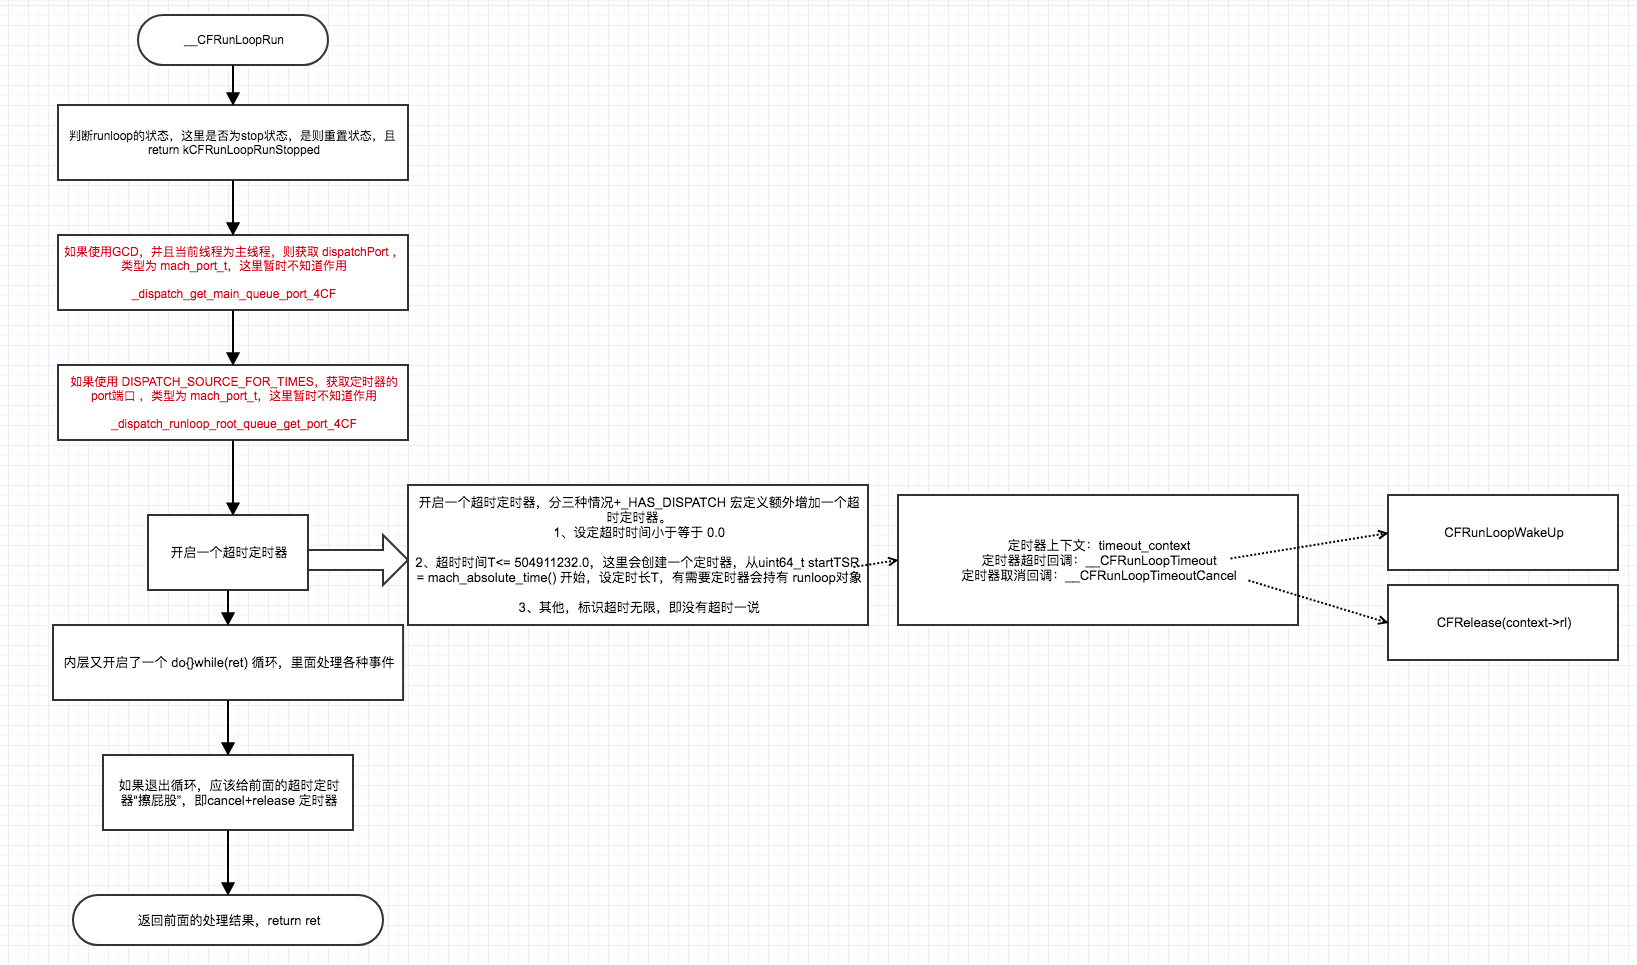 __CFRunLoopRun
判断runloop的状态，这里是否为stop状态，是则重置状态，且
return kCFRunLoopRunStopped
如果使用GCD，并且当前线程为主线程，则获取 dispatchPort ，
类型为 mach_port_t，这里暂时不知道作用
_dispatch_get_main_queue_port_4CF
如果使用 DISPATCH_SOURCE_FOR_TIMES，获取定时器的
port端口 ，类型为 mach_port_t，这里暂时不知道作用
_dispatch_runloop_root_queue_get_port_4CF
开启一个超时定时器
开启一个超时定时器，分三种情况+_HAS_DISPATCH 宏定义额外增加一个超
时定时器。
1、设定超时时间小于等于 0.0
2、超时时间T<= 504911232.0，这里会创建一个定时器，从uint64_t startTSR
= mach_absolute_time() 开始，设定时长T，有需要定时器会持有 runloop对象
3、其他，标识超时无限，即没有超时一说
定时器上下文：timeout_context
定时器超时回调：__CFRunLoopTimeout
定时器取消回调：__CFRunLoopTimeoutCancel
CFRunLoopWakeUp
CFRelease(context->rl)
内层又开启了一个 do{}while(ret) 循环，里面处理各种事件
如果退出循环，应该给前面的超时定时
器“擦屁股”，即cancel+release 定时器
返回前面的处理结果，return ret